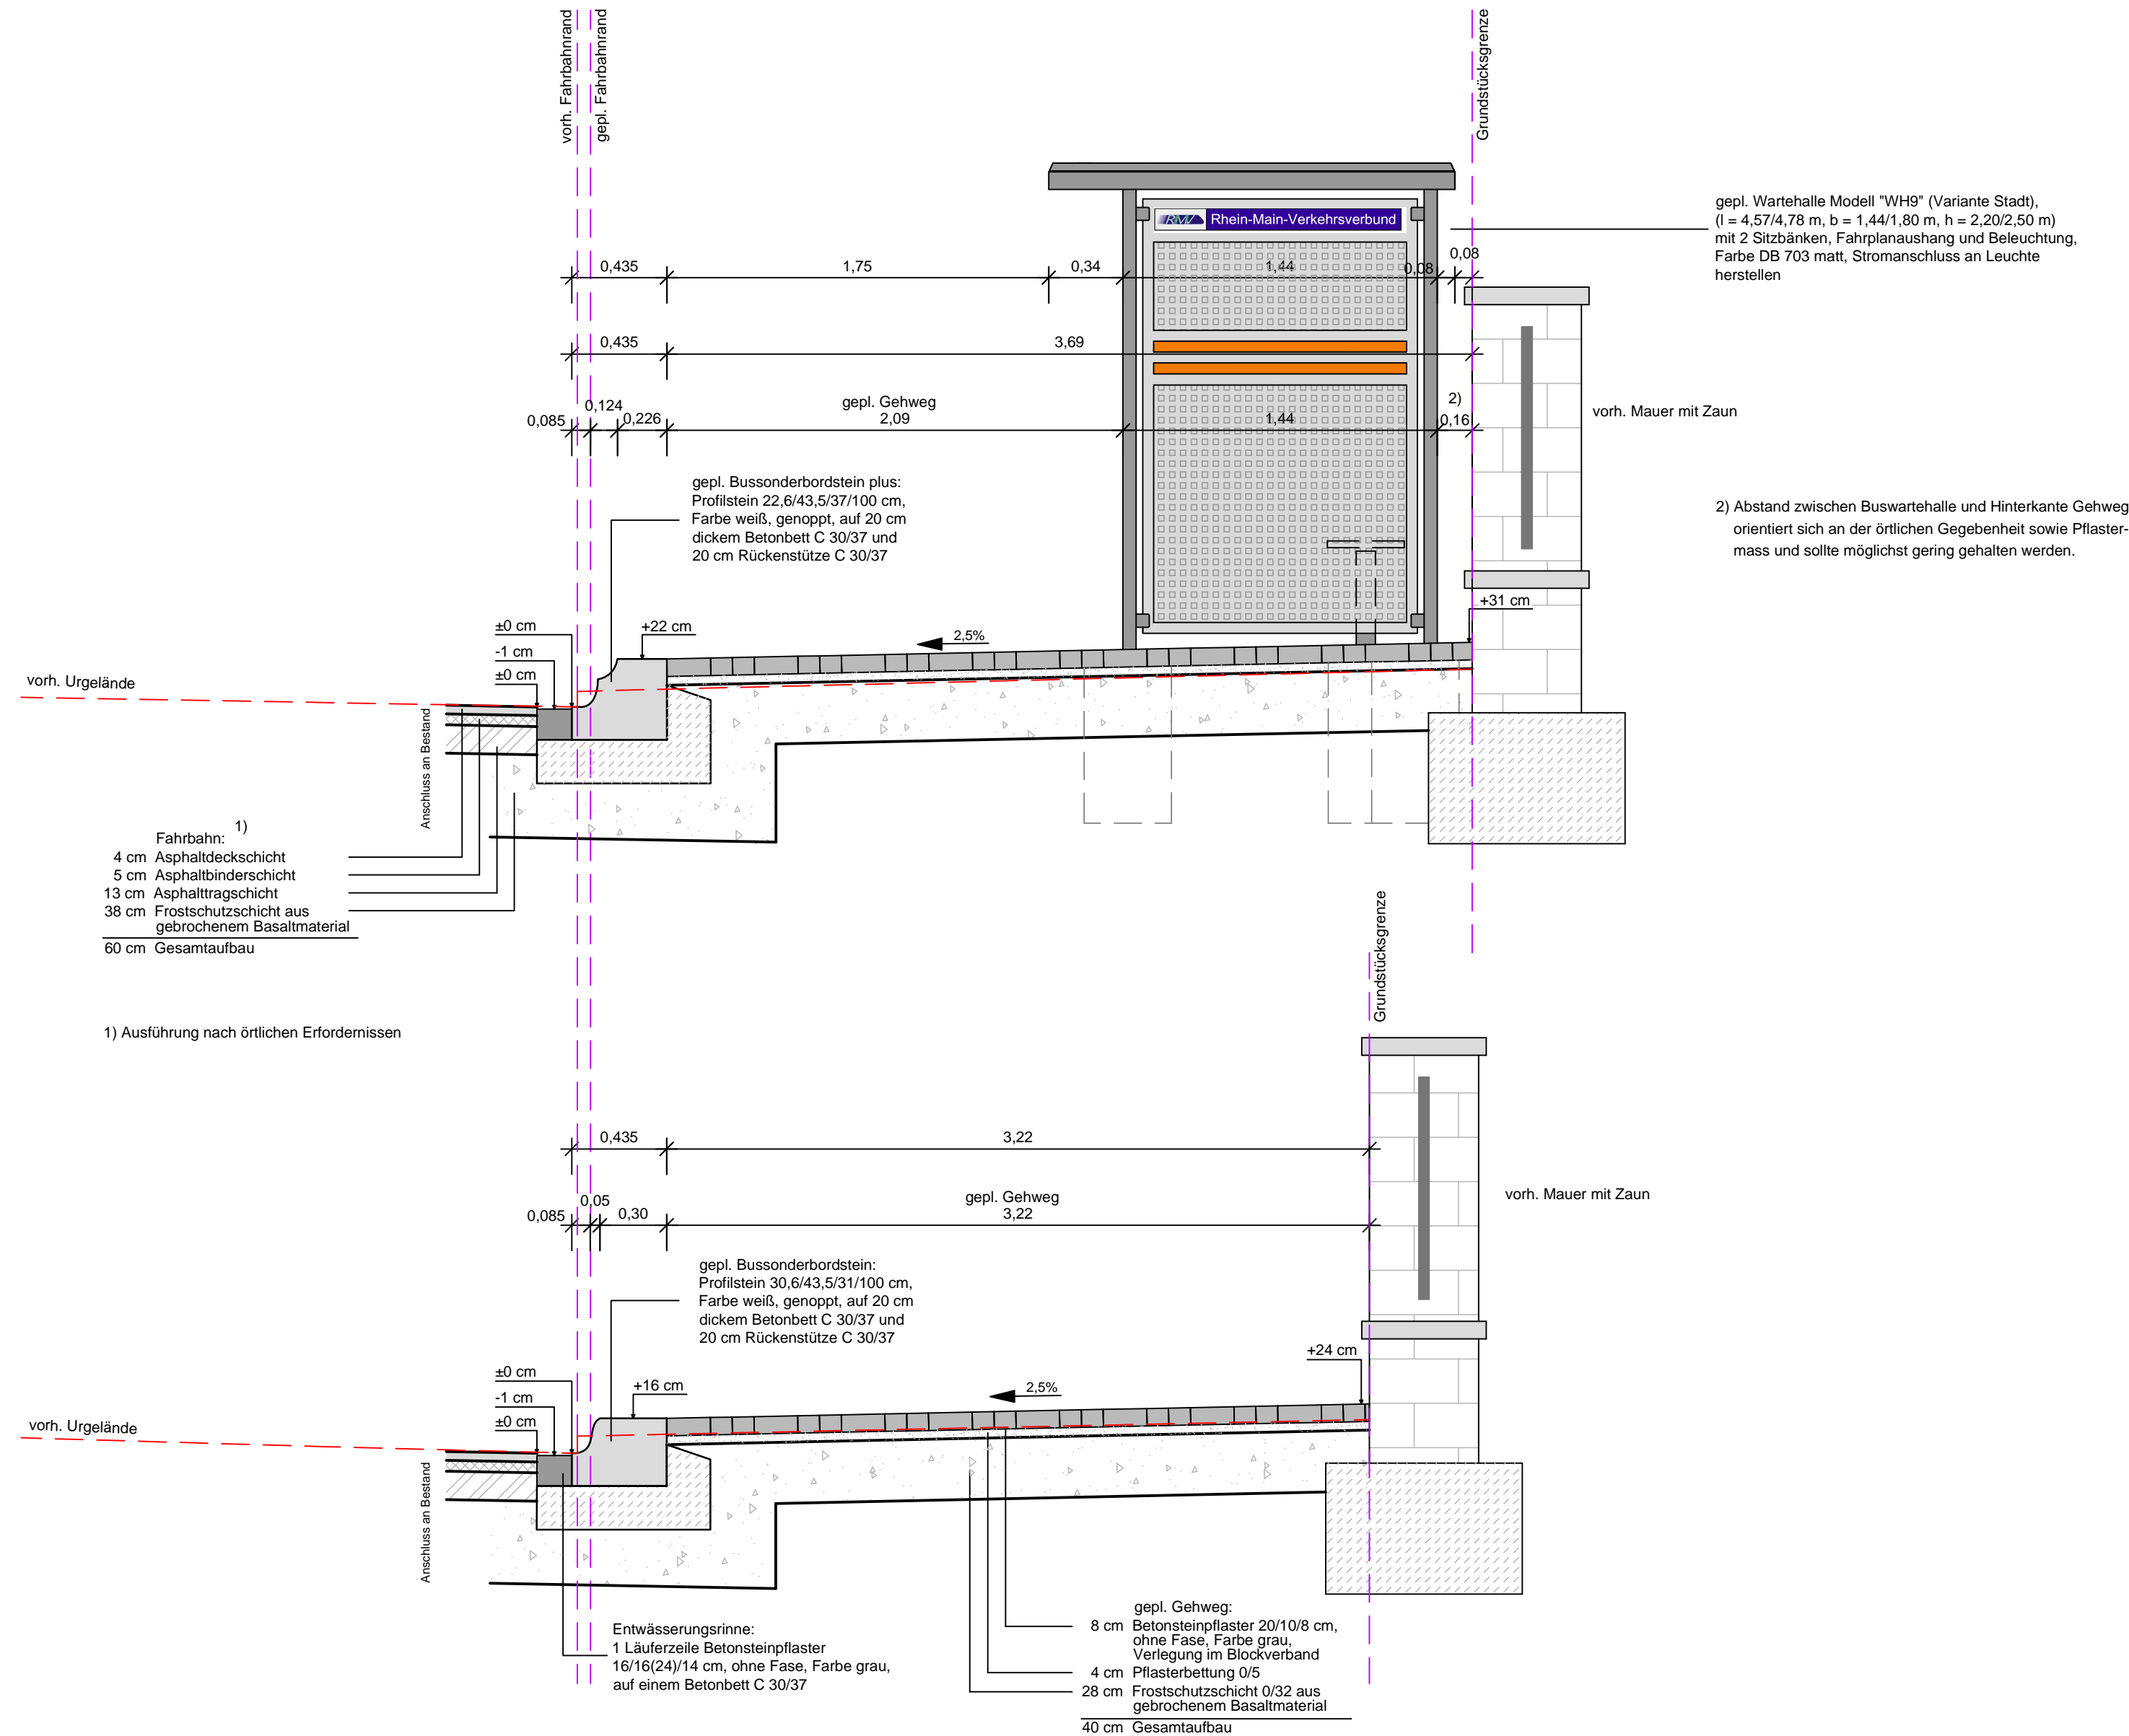 vorh. Fahrbahnrand
gepl. Fahrbahnrand
Grundstücksgrenze
RMV Rhein-Main-Verkehrsverbund
gepl. Wartehalle Modell "WH9" (Variante Stadt),
(l = 4,57/4,78 m, b = 1,44/1,80 m, h = 2,20/2,50 m)
mit 2 Sitzbänken, Fahrplanaushang und Beleuchtung,
Farbe DB 703 matt, Stromanschluss an Leuchte
herstellen
0,435
1,75
0,34
1,44
0,08
0,08
0,435
3,69
0,085
0,124
0,226
gepl. Gehweg
2,09
1,44
2)
0,16
vorh. Mauer mit Zaun
gepl. Bussonderbordstein plus:
Profilstein 22,6/43,5/37/100 cm,
Farbe weiß, genoppt, auf 20 cm
dickem Betonbett C 30/37 und
20 cm Rückenstütze C 30/37
2) Abstand zwischen Buswartehalle und Hinterkante Gehweg
orientiert sich an der örtlichen Gegebenheit sowie Pflaster-
mass und sollte möglichst gering gehalten werden.
±0 cm
-1 cm
±0 cm
+22 cm
2,5%
+31 cm
vorh. Urgelände
Anschluss an Bestand
1)
Fahrbahn:
4 cm Asphaltdeckschicht
5 cm Asphaltbinderschicht
13 cm Asphalttragschicht
38 cm Frostschutzschicht aus
gebrochenem Basaltmaterial
60 cm Gesamtaufbau
1) Ausführung nach örtlichen Erfordernissen
Grundstücksgrenze
0,435
3,22
0,085
0,05
0,30
gepl. Gehweg
3,22
vorh. Mauer mit Zaun
gepl. Bussonderbordstein:
Profilstein 30,6/43,5/31/100 cm,
Farbe weiß, genoppt, auf 20 cm
dickem Betonbett C 30/37 und
20 cm Rückenstütze C 30/37
±0 cm
-1 cm
±0 cm
+16 cm
2,5%
+24 cm
vorh. Urgelände
Anschluss an Bestand
Entwässerungsrinne:
1 Läuferzeile Betonsteinpflaster
16/16(24)/14 cm, ohne Fase, Farbe grau,
auf einem Betonbett C 30/37
gepl. Gehweg:
8 cm Betonsteinpflaster 20/10/8 cm,
ohne Fase, Farbe grau,
Verlegung im Blockverband
4 cm Pflasterbettung 0/5
28 cm Frostschutzschicht 0/32 aus
gebrochenem Basaltmaterial
40 cm Gesamtaufbau